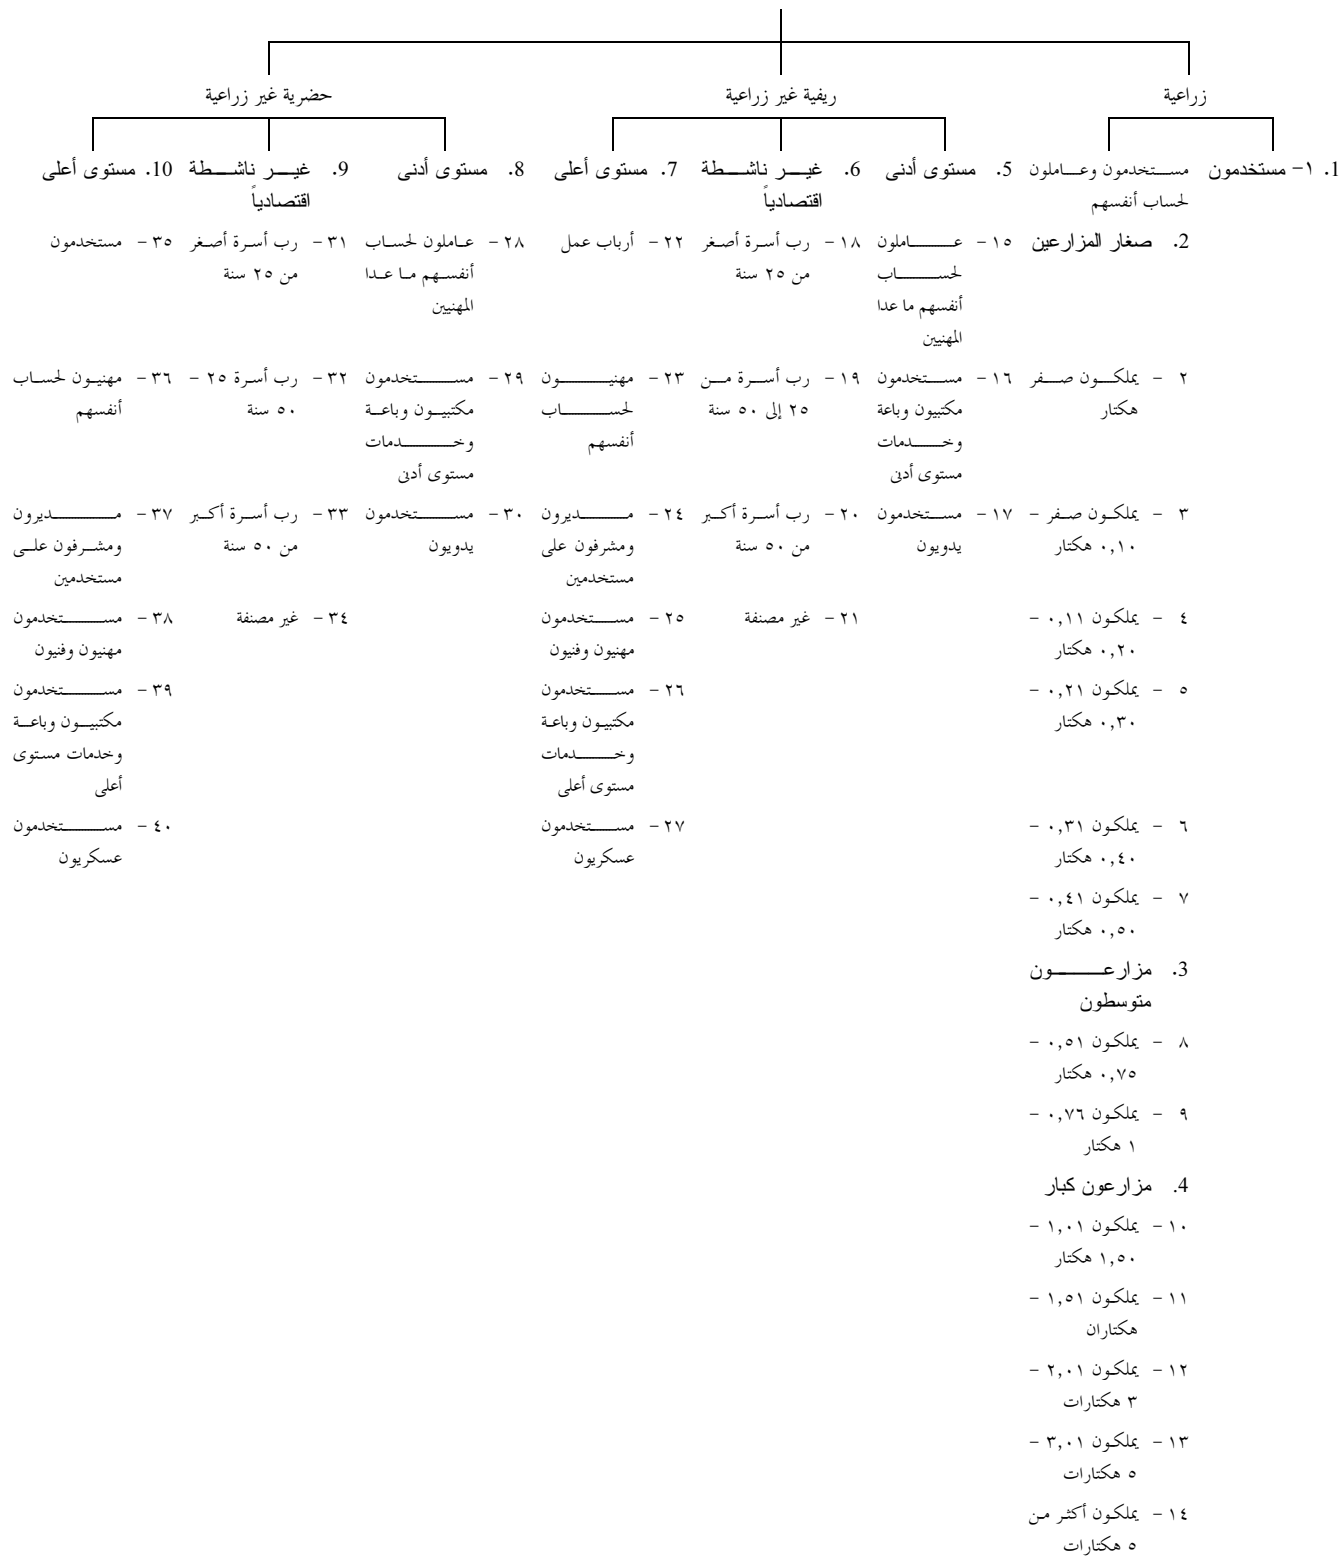 زراعية
ريفية غير زراعية
حضرية غير زراعية
1. ١- مستخدمون
مستخدمون وعاملون
لحساب أنفسهم
5. مستوى أدنى
6. غير ناشطة
اقتصادياً
7. مستوى أعلى
8. مستوى أدنى
9. غير ناشطة
اقتصادياً
10. مستوى أعلى
2. صغار المزارعين
١٥- عاملون
لحساب
أنفسهم ما عدا
المهنيين
١٨- رب أسرة أصغر
من ٢٥ سنة
٢٢- أرباب عمل
٢٨- عاملون لحساب
أنفسهم ما عدا
المهنيين
٣١- رب أسرة أصغر
من ٢٥ سنة
٣٥- مستخدمون
٢ - يملكون صفر
هكتار
١٦- مستخدمون
مكتبيون وباعة
وخدمات
مستوى أدنى
١٩- رب أسرة من
٢٥ إلى ٥٠ سنة
٢٣- مهنيون
لحساب
أنفسهم
٢٩- مستخدمون
مكتبيون وباعة
وخدمات
مستوى أدنى
٣٢- رب أسرة ٢٥ -
٥٠ سنة
٣٦- مهنيون لحساب
أنفسهم
٣ - يملكون صفر -
٠,١٠ هكتار
١٧- مستخدمون
يدويون
٢٠- رب أسرة أكبر
من ٥٠ سنة
٢٤- مديرون
ومشرفون على
مستخدمين
٣٠- مستخدمون
يدويون
٣٣- رب أسرة أكبر
من ٥٠ سنة
٣٧- مديرون
ومشرفون على
مستخدمين
٤ - يملكون ٠,١١ -
٠,٢٠ هكتار
٢١- غير مصنفة
٢٥- مستخدمون
مهنيون وفنيون
٣٤- غير مصنفة
٣٨- مستخدمون
مهنيون وفنيون
٥ - يملكون ٠,٢١ -
٠,٣٠ هكتار
٢٦- مستخدمون
مكتبيون وباعة
وخدمات
مستوى أعلى
٣٩- مستخدمون
مكتبيون وباعة
وخدمات مستوى
أعلى
٦ - يملكون ٠,٣١ -
٠,٤٠ هكتار
٢٧- مستخدمون
عسكريون
٤٠- مستخدمون
عسكريون
٧ - يملكون ٠,٤١ -
٠,٥٠ هكتار
3. مزارعون
متوسطون
٨ - يملكون ٠,٥١ -
٠,٧٥ هكتار
٩ - يملكون ٠,٧٦ -
١ هكتار
4. مزارعون كبار
١٠- يملكون ١,٠١ -
١,٥٠ هكتار
١١- يملكون ١,٥١ -
هكتاران
١٢- يملكون ٢,٠١ -
٣ هكتارات
١٣- يملكون ٣,٠١ -
٥ هكتارات
١٤- يملكون أكثر من
٥ هكتارات